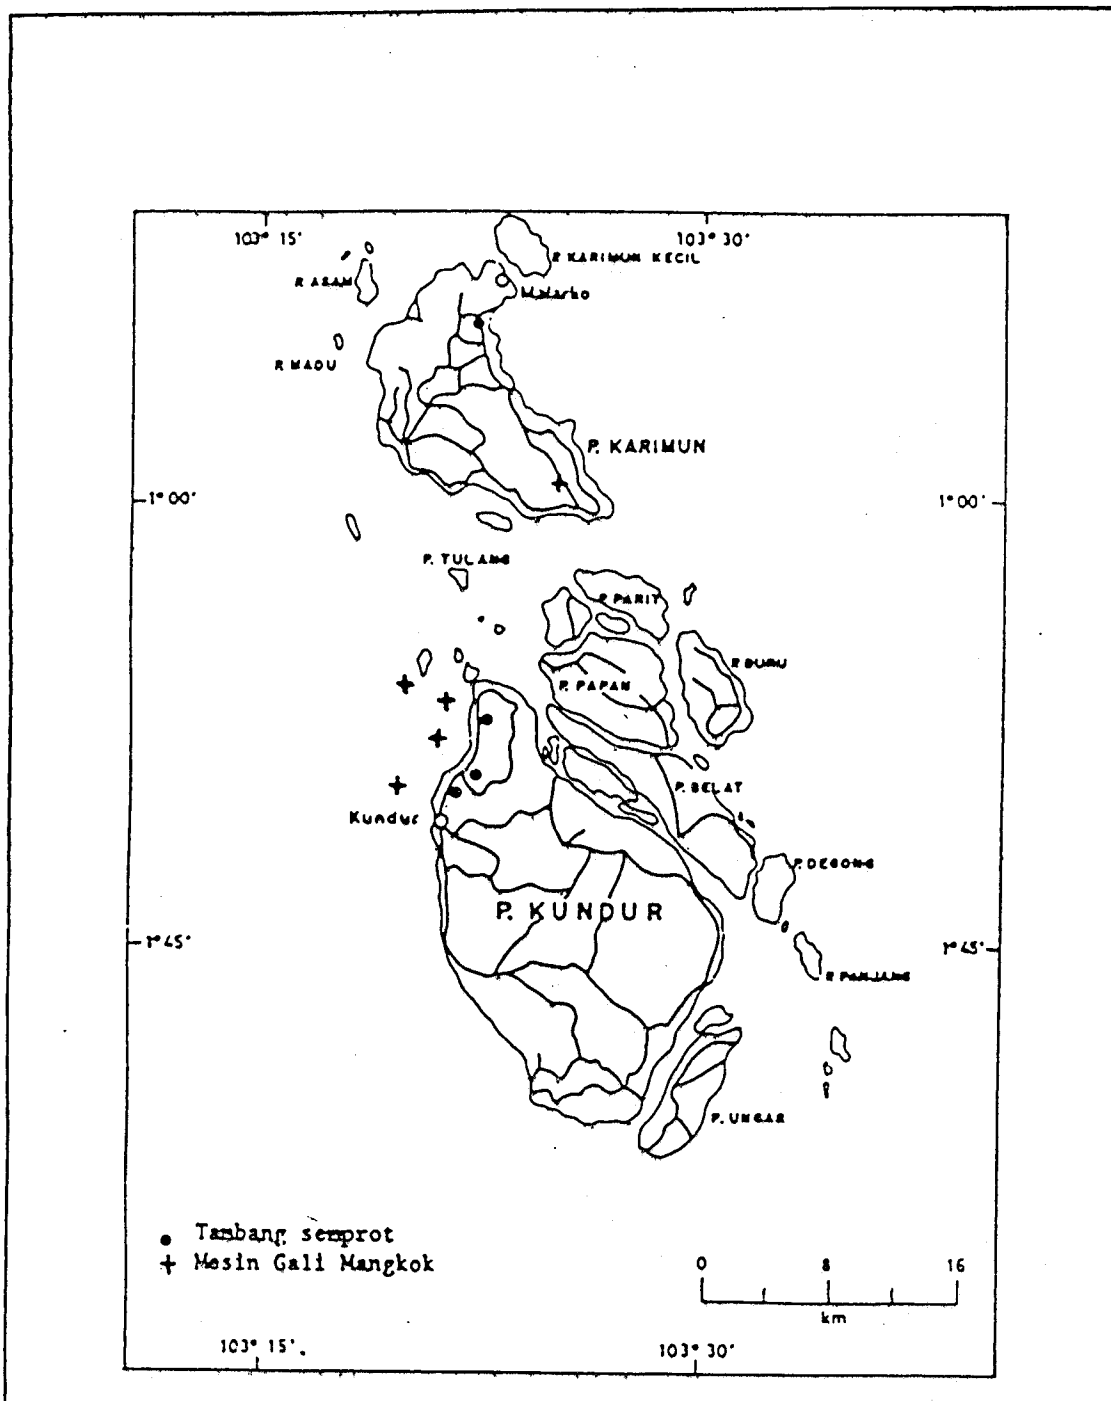 103° 15'
103° 30'
P. KARIMUN KECIL
P. ASAM
Malarko
P. MADU
P. KARIMUN
1° 00'
1° 00'
P. TULANG
P. PARIT
P. BURU
P. PAPAN
P. BELAT
Kundur
P. DEGONG
P. KUNDUR
1° 45'
1° 45'
P. PANJANG
P. UNGAR
Tambang semprot
Mesin Gali Mangkok
0 8 16
km
103° 15'.
103° 30'